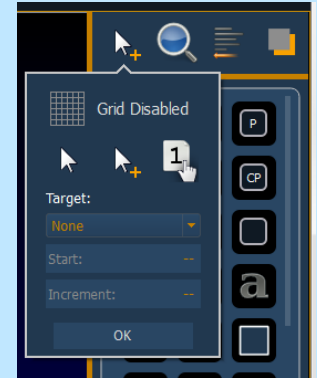 Grid Disabled
P
1
CP
Target:
None
Start: --
a
Increment: --
OK